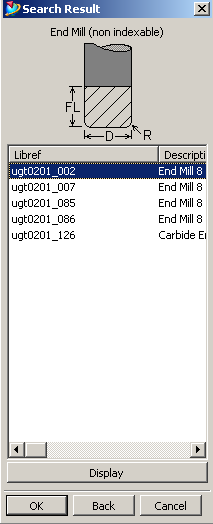 Search Result
End Mill (non indexable)
FL
D
R
Libref Descripti
ugt0201_002 End Mill 8
ugt0201_007 End Mill 8
ugt0201_085 End Mill 8
ugt0201_086 End Mill 8
ugt0201_126 Carbide En
Display
OK Back Cancel